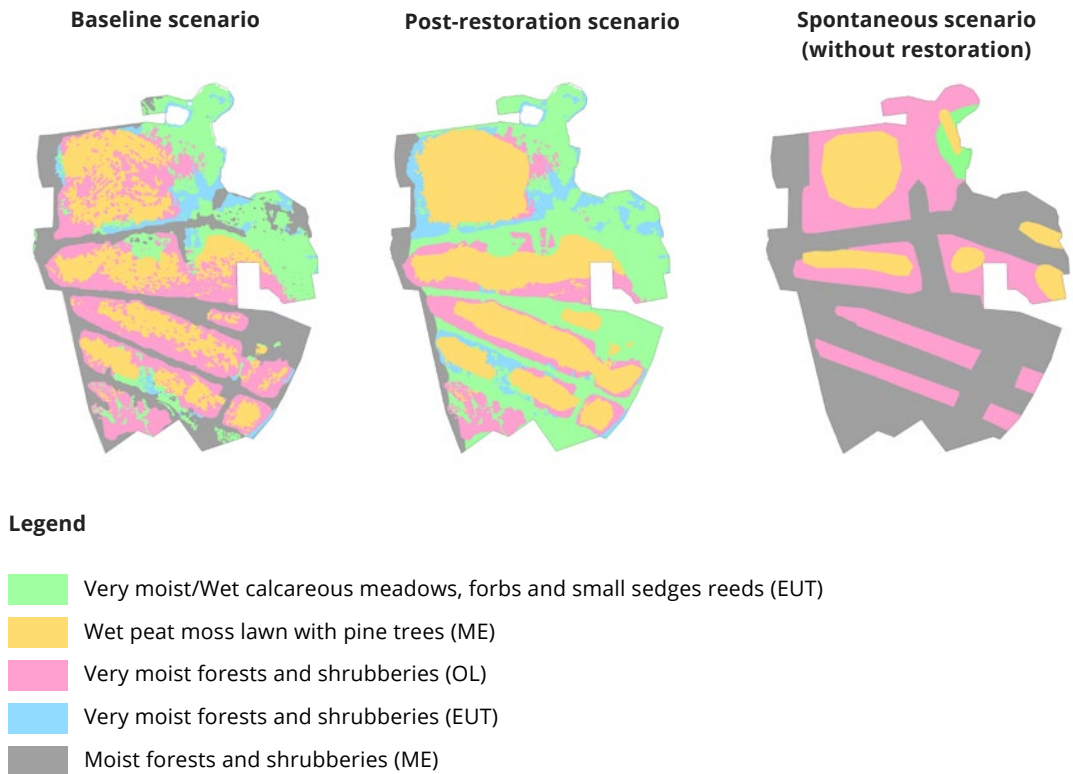 Baseline scenario
Post-restoration scenario
Spontaneous scenario
(without restoration)
Legend
Very moist/Wet calcareous meadows, forbs and small sedges reeds (EUT)
Wet peat moss lawn with pine trees (ME)
Very moist forests and shrubberies (OL)
Very moist forests and shrubberies (EUT)
Moist forests and shrubberies (ME)